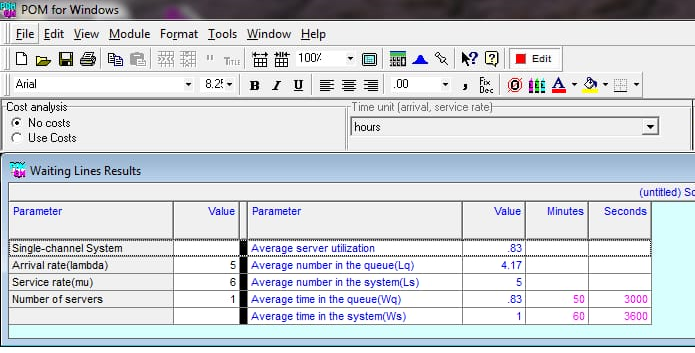 POM for Windows
File Edit View Module Format Tools Window Help
TITLE 100% Edit
Arial 8.2! B I U .00 , Fix Dec A
Cost analysis
No costs
Use Costs
Time unit (arrival, service rate)
hours
Waiting Lines Results
(untitled) So
Parameter Value Parameter Value Minutes Seconds
Single-channel System Average server utilization .83
Arrival rate(lambda) 5 Average number in the queue(Lq) 4.17
Service rate(mu) 6 Average number in the system(Ls) 5
Number of servers 1 Average time in the queue(Wq) .83 50 3000
Average time in the system(Ws) 1 60 3600